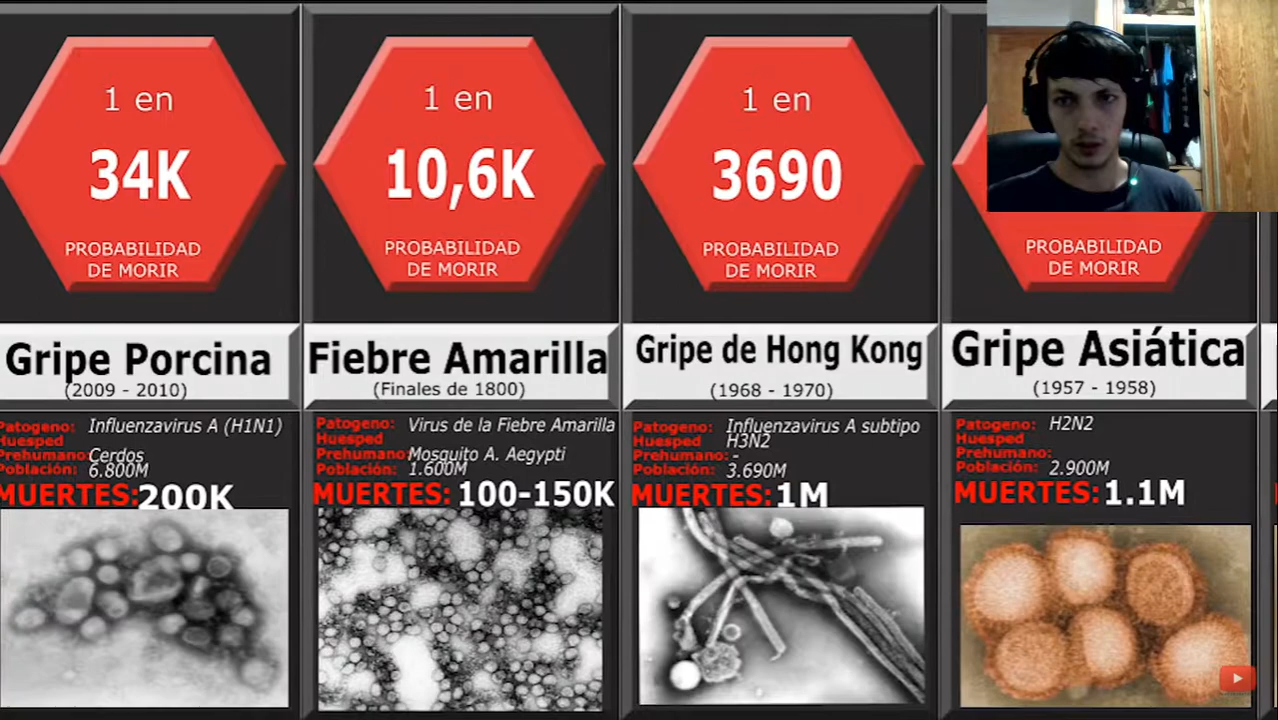 1 en
34K
PROBABILIDAD
DE MORIR
Gripe Porcina
(2009 - 2010)
Patogeno: Influenzavirus A (H1N1)
Huesped
Prehumano: Cerdos
Población: 6.800M
MUERTES: 200K
1 en
10,6K
PROBABILIDAD
DE MORIR
Fiebre Amarilla
(Finales de 1800)
Patogeno: Virus de la Fiebre Amarilla
Huesped
Prehumano: Mosquito A. Aegypti
Población: 1.600M
MUERTES: 100-150K
1 en
3690
PROBABILIDAD
DE MORIR
Gripe de Hong Kong
(1968 - 1970)
Patogeno: Influenzavirus A subtipo
Huesped H3N2
Prehumano: -
Población: 3.690M
MUERTES: 1M
PROBABILIDAD
DE MORIR
Gripe Asiática
(1957 - 1958)
Patogeno: H2N2
Huesped
Prehumano:
Población: 2.900M
MUERTES: 1.1M